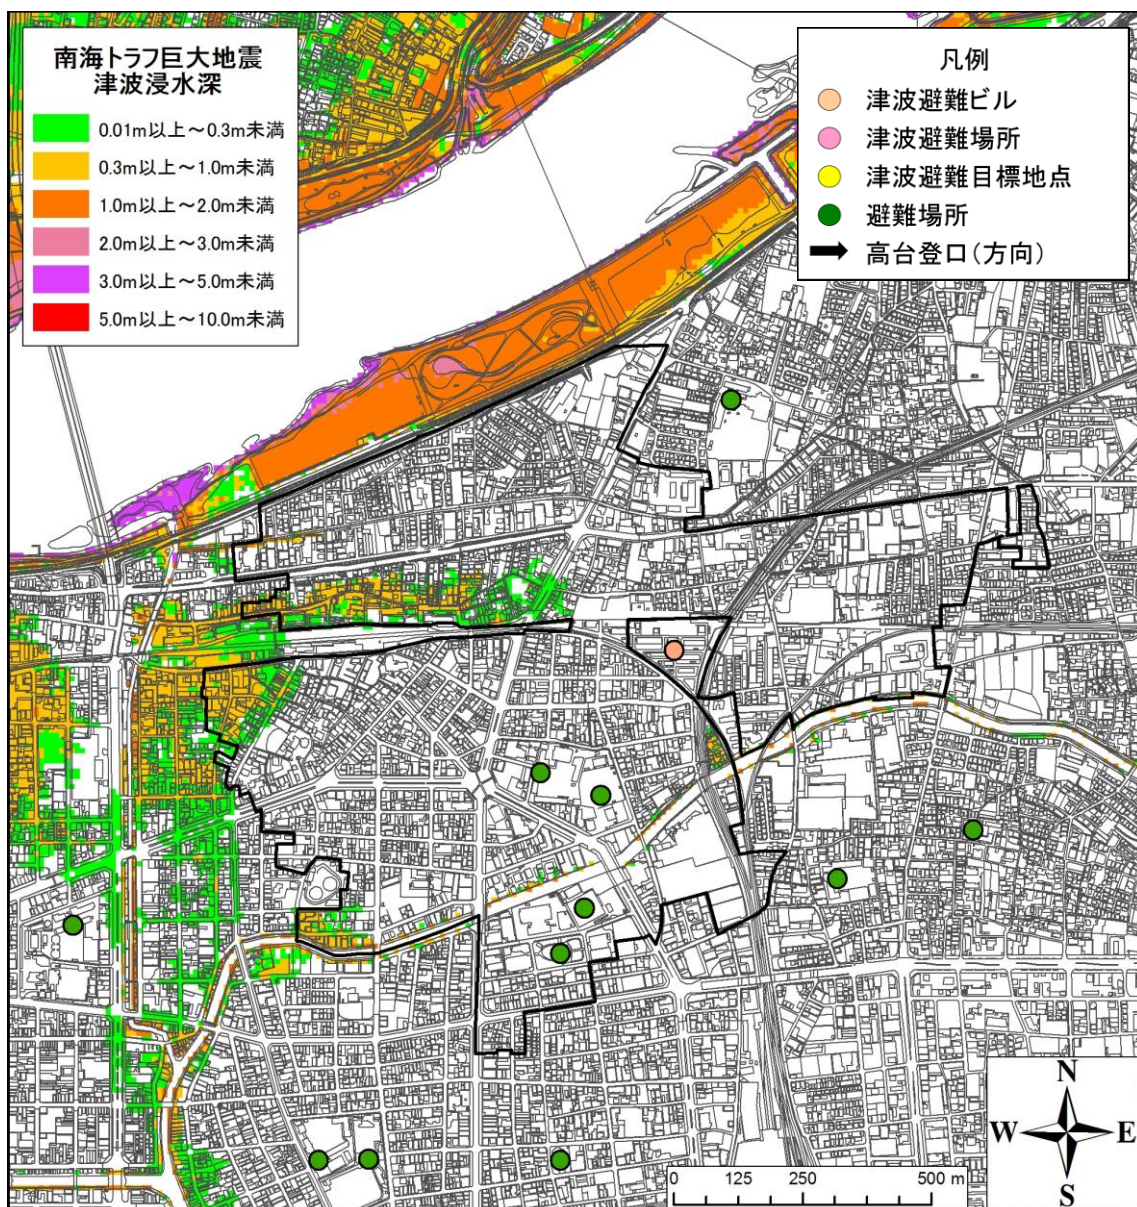 南海トラフ巨大地震
津波浸水深
0.01m以上～0.3m未満
0.3m以上～1.0m未満
1.0m以上～2.0m未満
2.0m以上～3.0m未満
3.0m以上～5.0m未満
5.0m以上～10.0m未満
凡例
津波避難ビル
津波避難場所
津波避難目標地点
避難場所
高台登口（方向）
N
W E
S
0 125 250 500 m